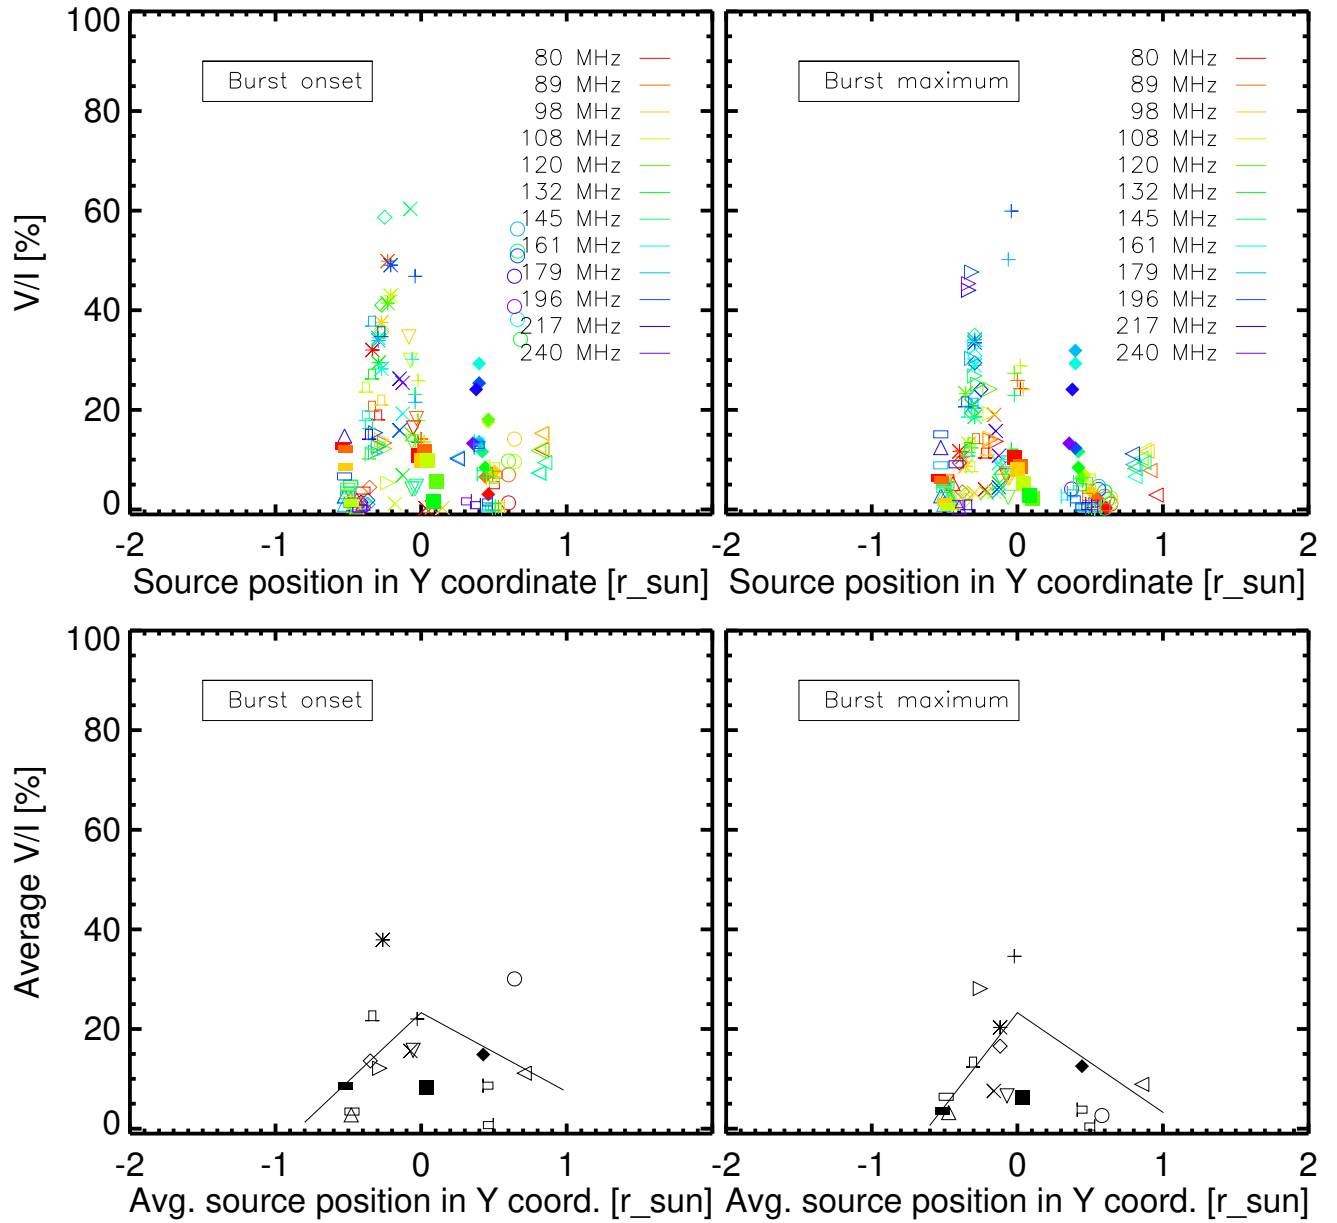 100
80
60
40
20
0
V/I [%]
Burst onset
80 MHz
89 MHz
98 MHz
108 MHz
120 MHz
132 MHz
145 MHz
161 MHz
179 MHz
196 MHz
217 MHz
240 MHz
-2 -1 0 1
Source position in Y coordinate [r_sun]
Burst maximum
80 MHz
89 MHz
98 MHz
108 MHz
120 MHz
132 MHz
145 MHz
161 MHz
179 MHz
196 MHz
217 MHz
240 MHz
-2 -1 0 1 2
Source position in Y coordinate [r_sun]
100
80
60
40
20
0
Average V/I [%]
Burst onset
-2 -1 0 1
Avg. source position in Y coord. [r_sun]
Burst maximum
-2 -1 0 1 2
Avg. source position in Y coord. [r_sun]